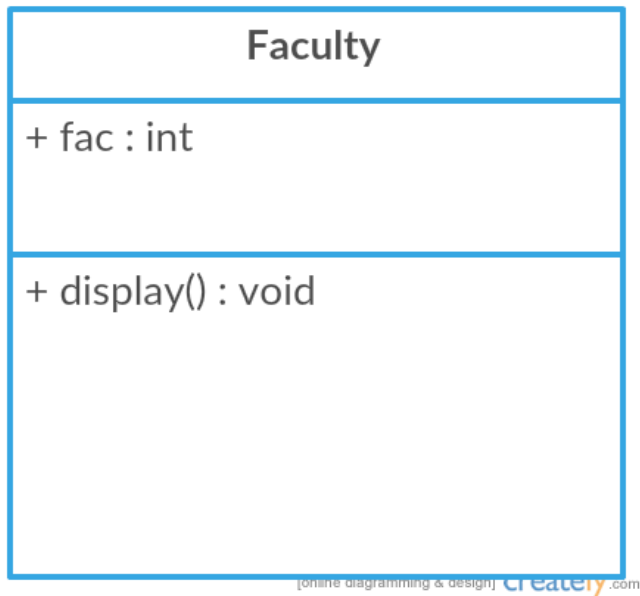 Faculty
+ fac : int
+ display() : void
[online diagramming & design] creately.com